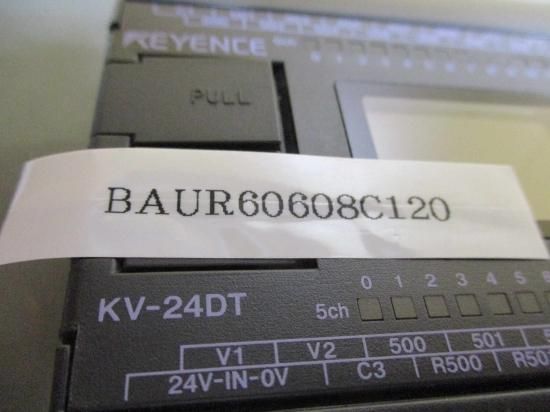 KEYENCE
PULL
BAUR60608C120
0 1 2 3 4 5
KV-24DT 5ch
V1 V2 500 501
24V-IN-0V C3 R500 R501